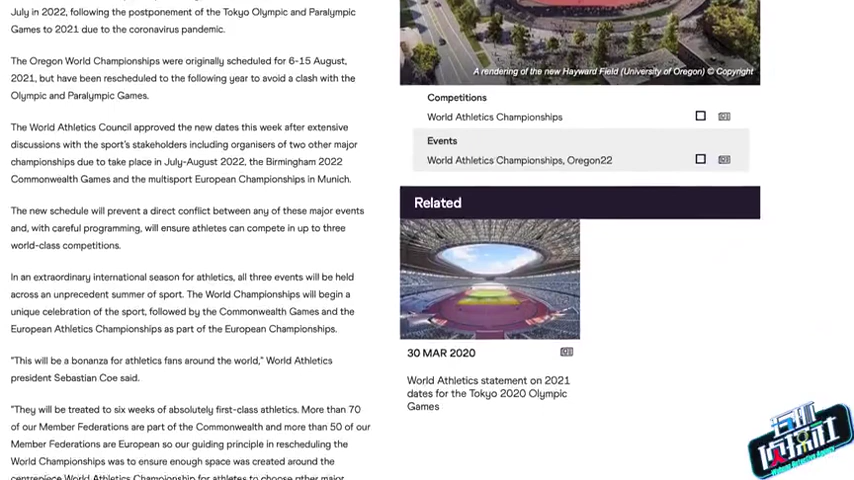 July in 2022, following the postponement of the Tokyo Olympic and Paralympic
Games to 2021 due to the coronavirus pandemic.
The Oregon World Championships were originally scheduled for 6-15 August,
2021, but have been rescheduled to the following year to avoid a clash with the
Olympic and Paralympic Games.
The World Athletics Council approved the new dates this week after extensive
discussions with the sport's stakeholders including organisers of two other major
championships due to take place in July-August 2022, the Birmingham 2022
Commonwealth Games and the multisport European Championships in Munich.
The new schedule will prevent a direct conflict between any of these major events
and, with careful programming, will ensure athletes can compete in up to three
world-class competitions.
In an extraordinary international season for athletics, all three events will be held
across an unprecedent summer of sport. The World Championships will begin a
unique celebration of the sport, followed by the Commonwealth Games and the
European Athletics Championships as part of the European Championships.
"This will be a bonanza for athletics fans around the world," World Athletics
president Sebastian Coe said.
"They will be treated to six weeks of absolutely first-class athletics. More than 70
of our Member Federations are part of the Commonwealth and more than 50 of our
Member Federations are European so our guiding principle in rescheduling the
World Championships was to ensure enough space was created around the
centrepiece World Athletics Championship for athletes to choose other major
A rendering of the new Hayward Field (University of Oregon) © Copyright
Competitions
World Athletics Championships
Events
World Athletics Championships, Oregon22
Related
30 MAR 2020
World Athletics statement on 2021
dates for the Tokyo 2020 Olympic
Games